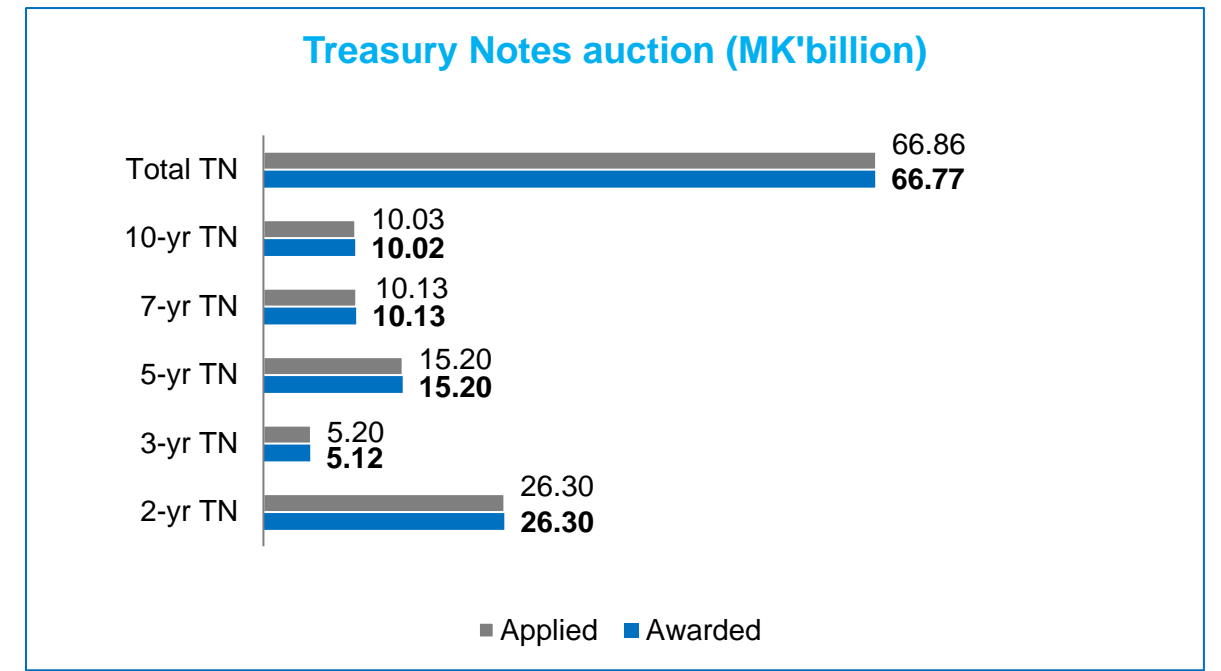 Treasury Notes auction (MK'billion)
Total TN
66.86
66.77
10-yr TN
10.03
10.02
7-yr TN
10.13
10.13
5-yr TN
15.20
15.20
3-yr TN
5.20
5.12
2-yr TN
26.30
26.30
Applied Awarded